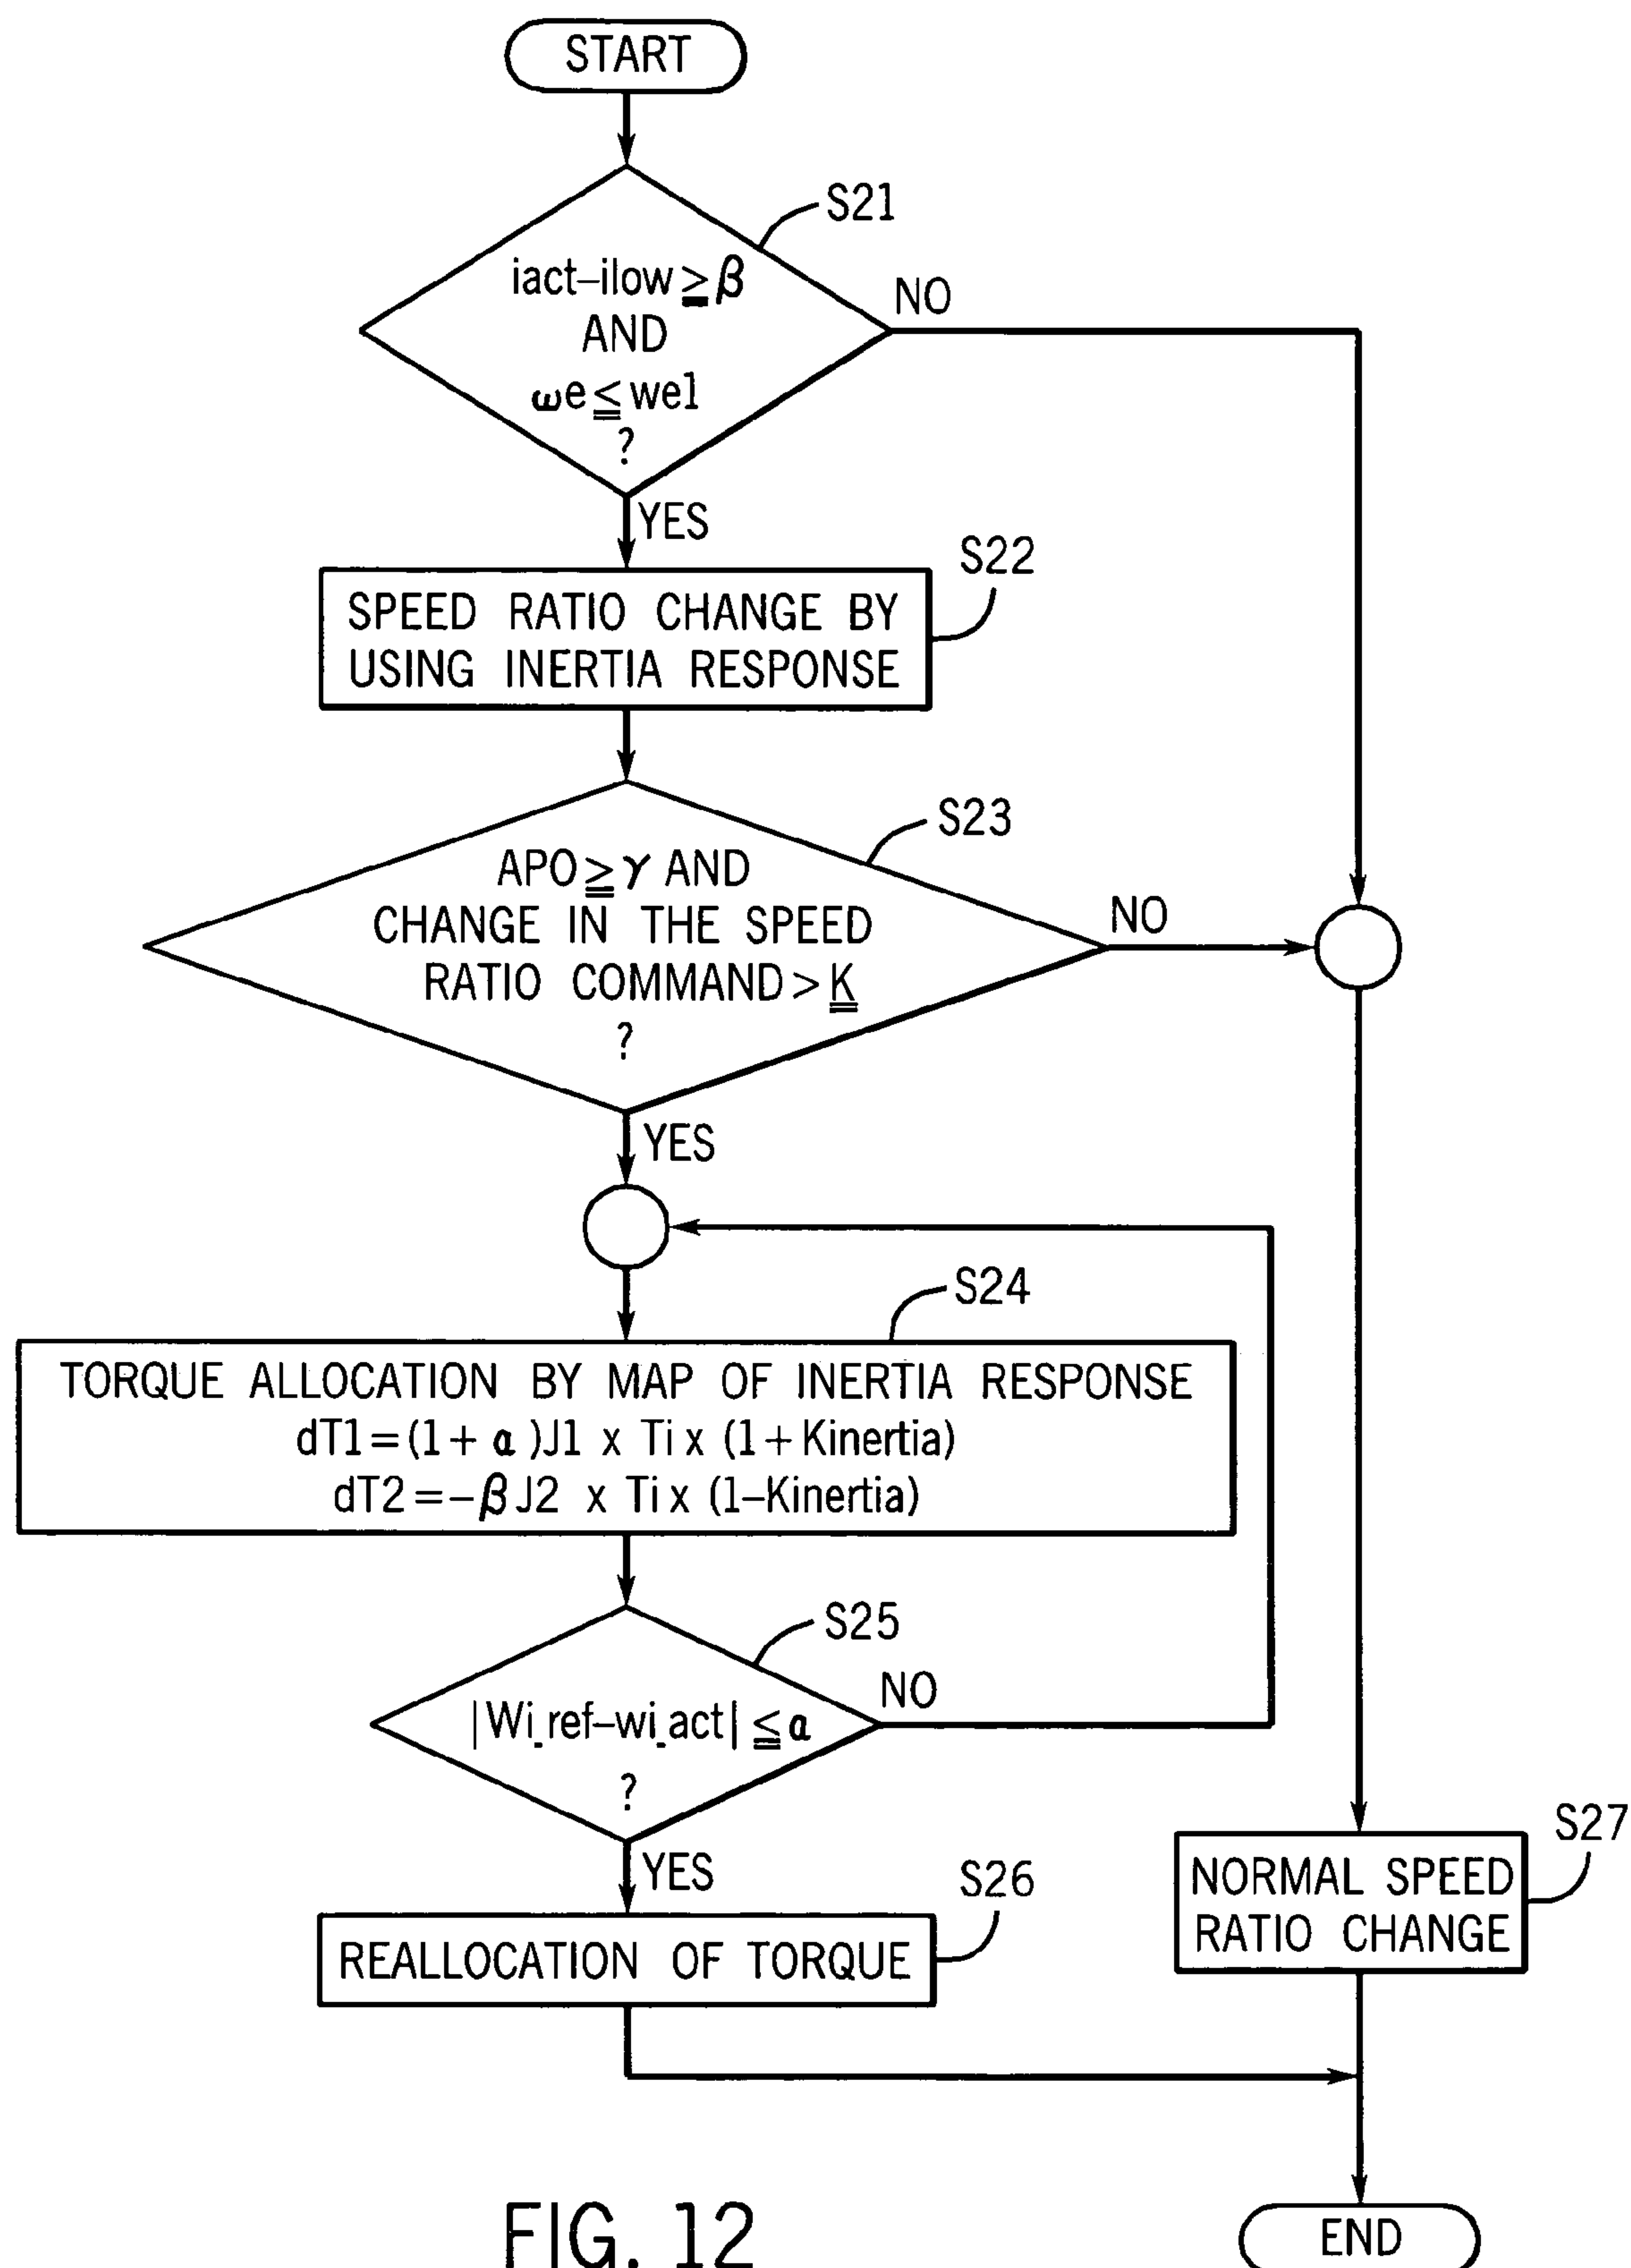 START
S21
iact–ilow ≧ β
AND
ωe ≦ we1
?
NO
YES
S22
SPEED RATIO CHANGE BY
USING INERTIA RESPONSE
S23
APO ≧ γ AND
CHANGE IN THE SPEED
RATIO COMMAND > K
?
NO
YES
S24
TORQUE ALLOCATION BY MAP OF INERTIA RESPONSE
dT1 = (1 + α )J1 x Ti x (1 + Kinertia)
dT2 = – β J2 x Ti x (1–Kinertia)
S25
|Wi_ref–wi_act| ≦ α
?
NO
YES
S26
REALLOCATION OF TORQUE
S27
NORMAL SPEED
RATIO CHANGE
END
FIG. 12